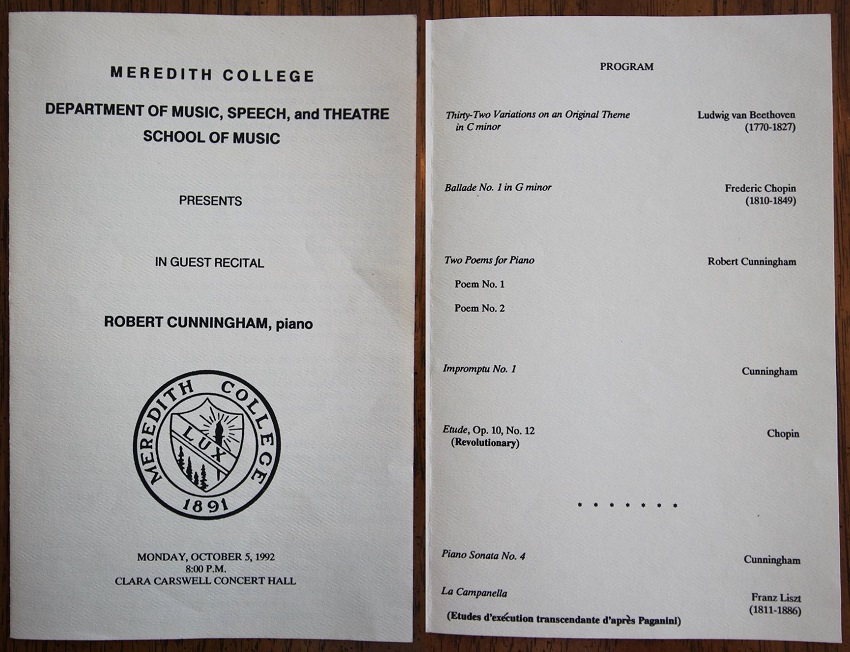 MEREDITH COLLEGE
DEPARTMENT OF MUSIC, SPEECH, and THEATRE
SCHOOL OF MUSIC
PRESENTS
IN GUEST RECITAL
ROBERT CUNNINGHAM, piano
MEREDITH COLLEGE
LUX
1891
MONDAY, OCTOBER 5, 1992
8:00 P.M.
CLARA CARSWELL CONCERT HALL
PROGRAM
Thirty-Two Variations on an Original Theme Ludwig van Beethoven
in C minor (1770-1827)
Ballade No. 1 in G minor Frederic Chopin
(1810-1849)
Two Poems for Piano Robert Cunningham
Poem No. 1
Poem No. 2
Impromptu No. 1 Cunningham
Etude, Op. 10, No. 12 Chopin
(Revolutionary)
* * * * * * *
Piano Sonata No. 4 Cunningham
La Campanella Franz Liszt
(1811-1886)
(Etudes d'exécution transcendante d'après Paganini)